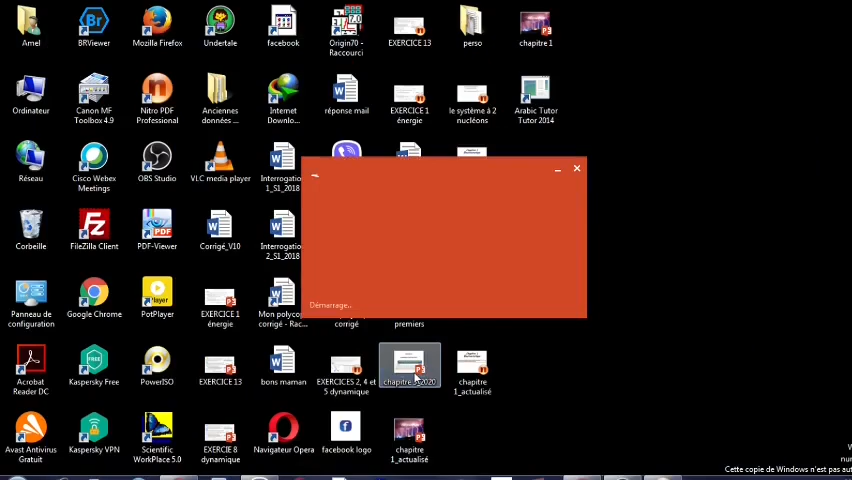 Amel
BRViewer
Mozilla Firefox
Undertale
facebook
Origin70 -
Raccourci
EXERCICE 13
perso
chapitre 1
Ordinateur
Canon MF
Toolbox 4.9
Nitro PDF
Professional
Anciennes
données ...
Internet
Downlo...
réponse mail
EXERCICE 1
énergie
le système à 2
nucléons
Arabic Tutor
Tutor 2014
Réseau
Cisco Webex
Meetings
OBS Studio
VLC media player
Interrogatio
1_S1_2018
Corbeille
FileZilla Client
PDF-Viewer
Corrigé_V10
Interrogatio
2_S1_2018
Démarrage...
Panneau de
configuration
Google Chrome
PotPlayer
EXERCICE 1
énergie
Mon polycop
corrigé - Rac...
corrigé
premiers
Acrobat
Reader DC
Kaspersky Free
PowerISO
EXERCICE 13
bons maman
EXERCICES 2, 4 et
5 dynamique
chapitre
1_actualisé
Avast Antivirus
Gratuit
Kaspersky VPN
Scientific
WorkPlace 5.0
EXERCIE 8
dynamique
Navigateur Opera
facebook logo
chapitre
1_actualisé
W
nur
Cette copie de Windows n'est pas aut